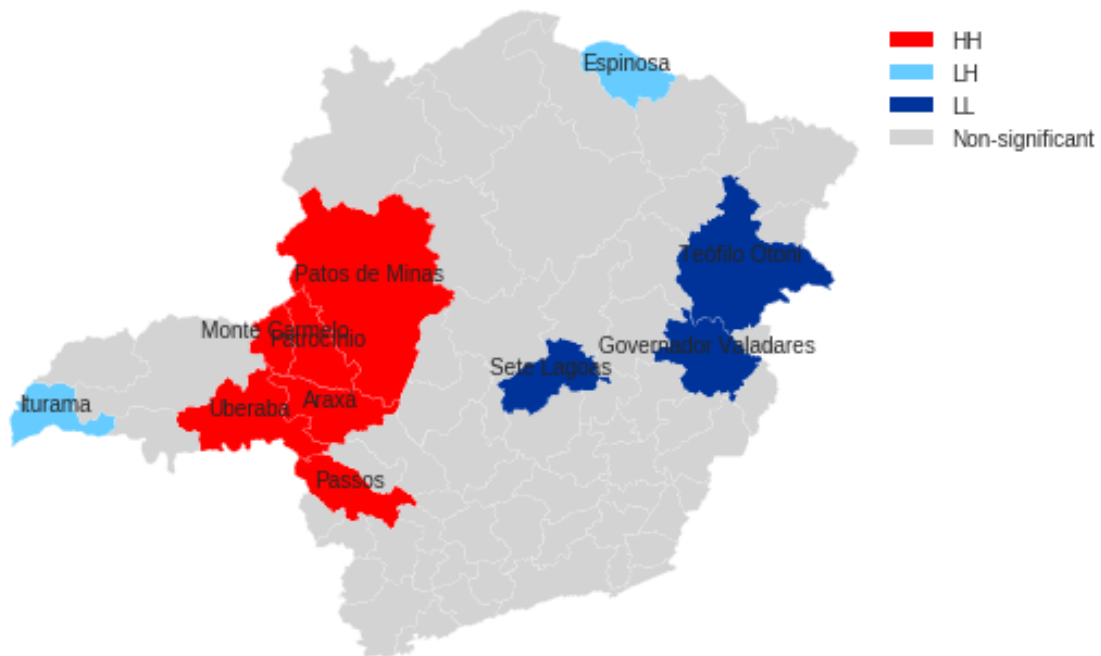 HH
LH
LL
Non-significant
Espinosa
Teófilo Otoni
Patos de Minas
Monte Carmelo
Patrocínio
Governador Valadares
Sete Lagoas
Iturama
Uberaba
Araxa
Passos